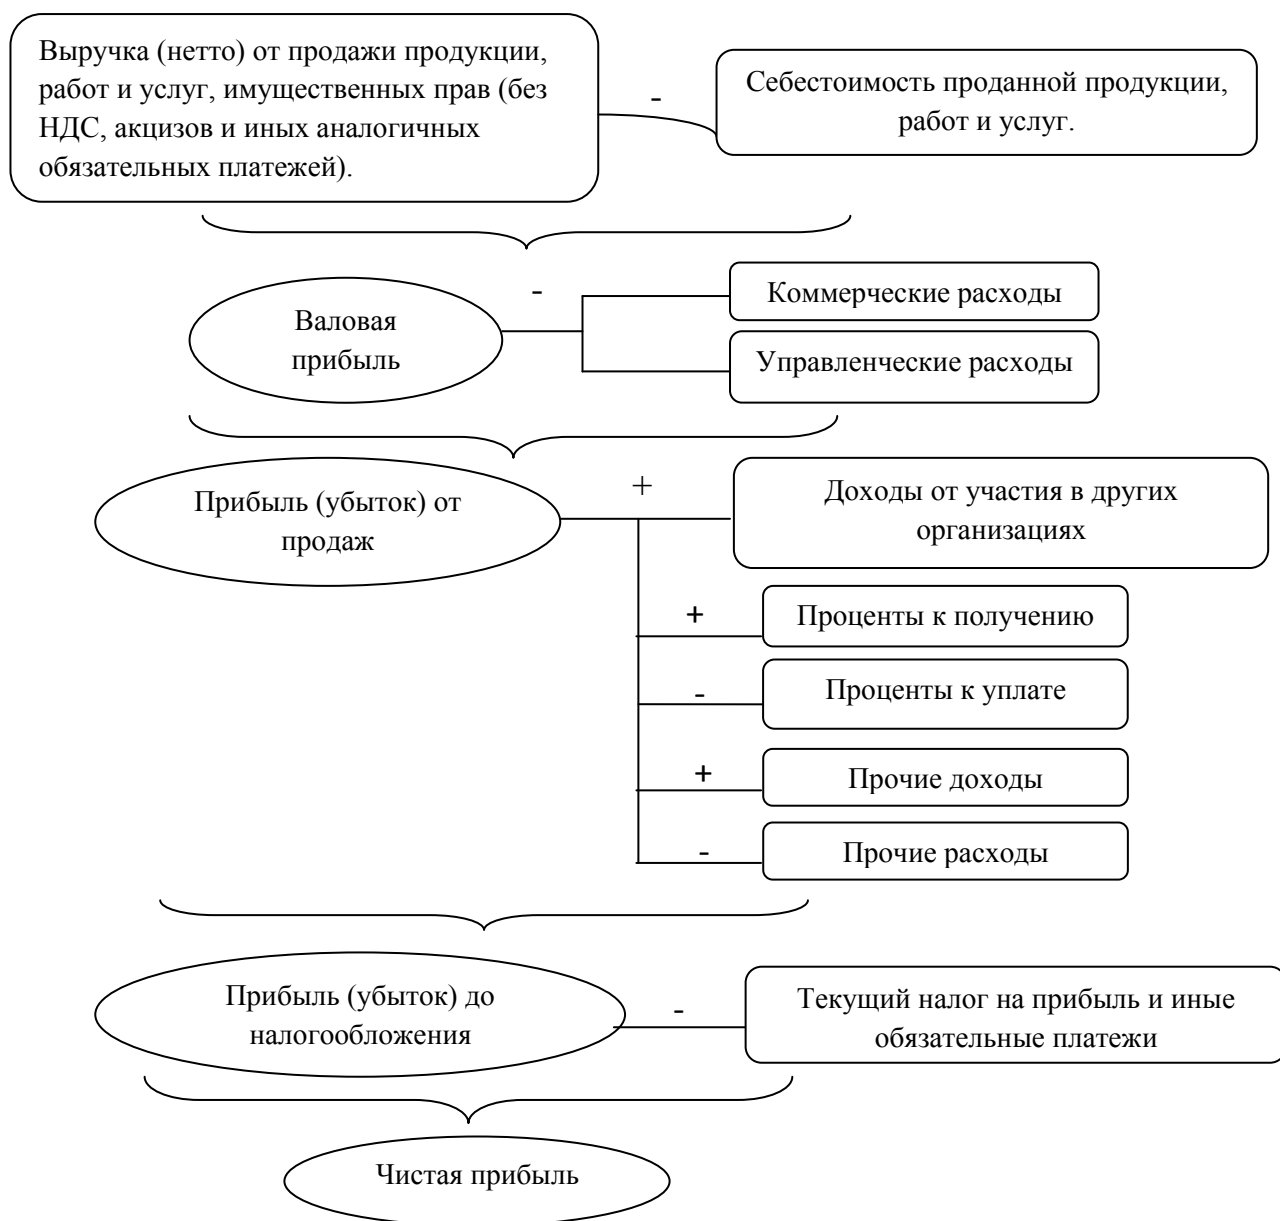 Выручка (нетто) от продажи продукции,
работ и услуг, имущественных прав (без
НДС, акцизов и иных аналогичных
обязательных платежей).
-
Себестоимость проданной продукции,
работ и услуг.
Валовая
прибыль
-
Коммерческие расходы
Управленческие расходы
Прибыль (убыток) от
продаж
+
Доходы от участия в других
организациях
+
Проценты к получению
-
Проценты к уплате
+
Прочие доходы
-
Прочие расходы
Прибыль (убыток) до
налогообложения
-
Текущий налог на прибыль и иные
обязательные платежи
Чистая прибыль